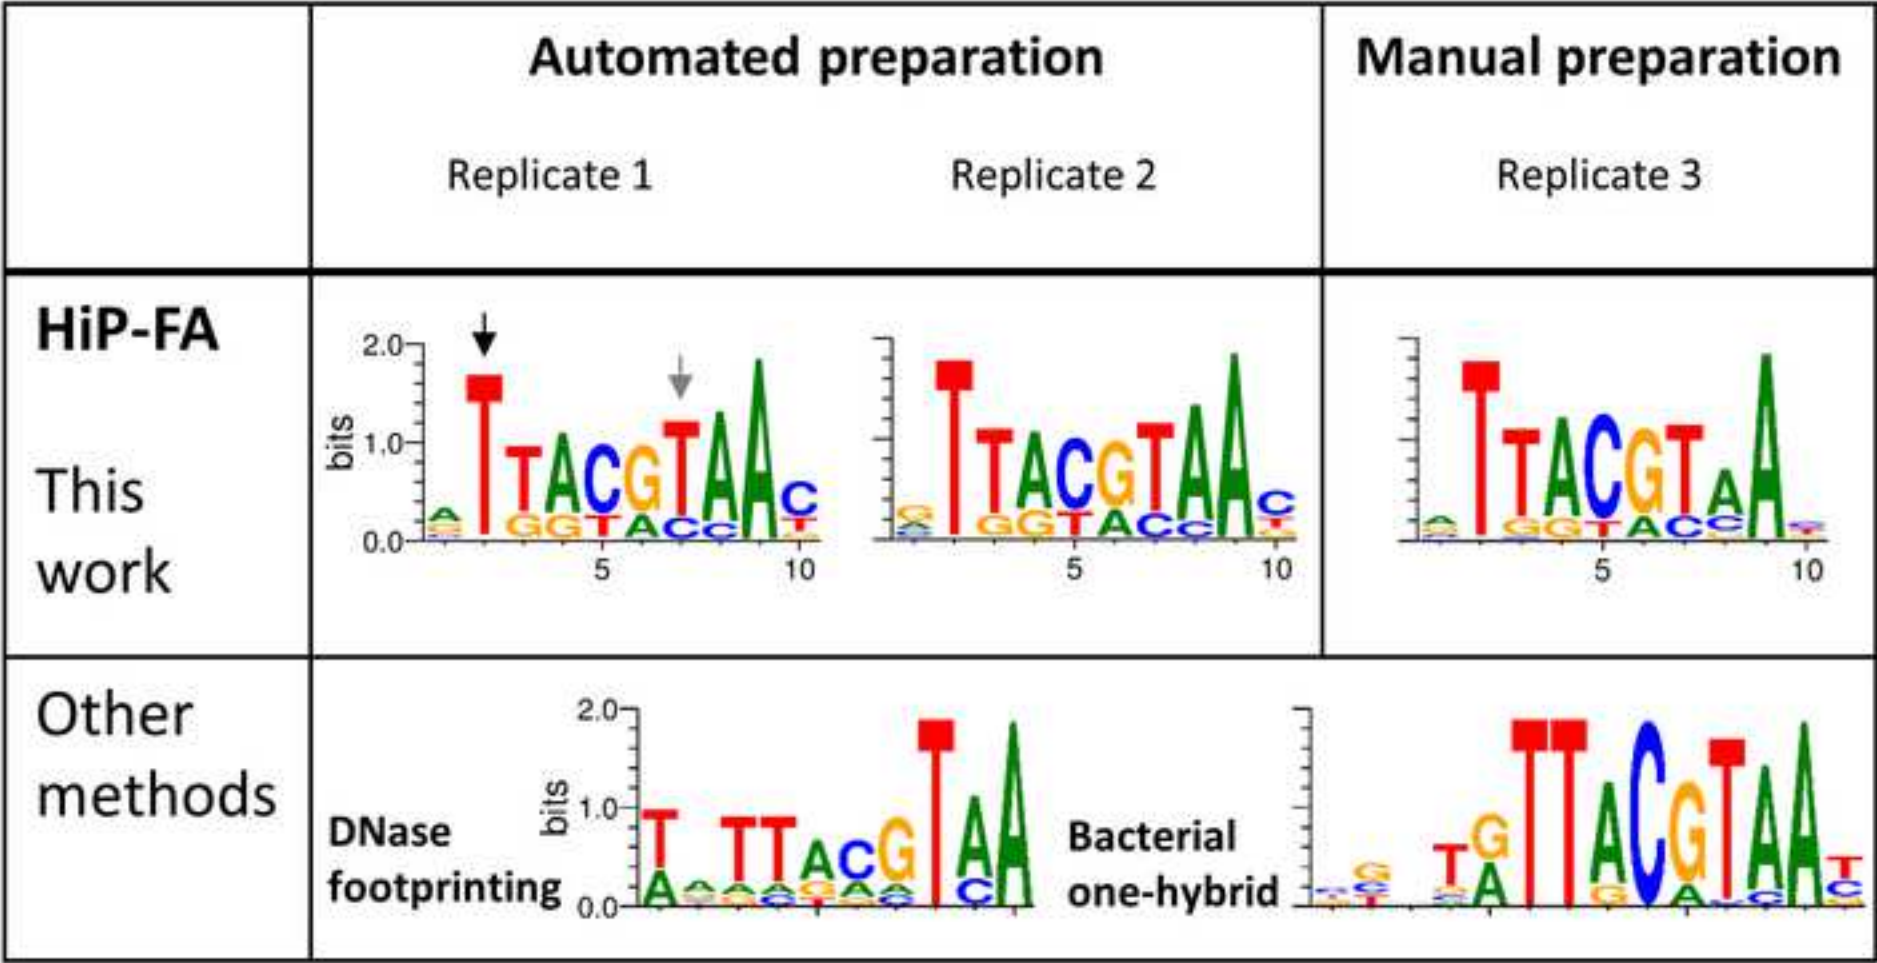 Automated preparation
Manual preparation
Replicate 1
Replicate 2
Replicate 3
HiP-FA
This
work
bits
2.0
1.0
0.0
T T A C G T A A C
A G G T A C C T
5 10
T T A C G T A A C
G G G T A C C T
5 10
T T A C G T A A
A G G T A C C
5 10
Other
methods
DNase
footprinting
bits
2.0
1.0
0.0
T T T A C G T A A
A A A A G A A C
C T C
Bacterial
one-hybrid
T G T T A C G T A A T
G A G A C C
C
T